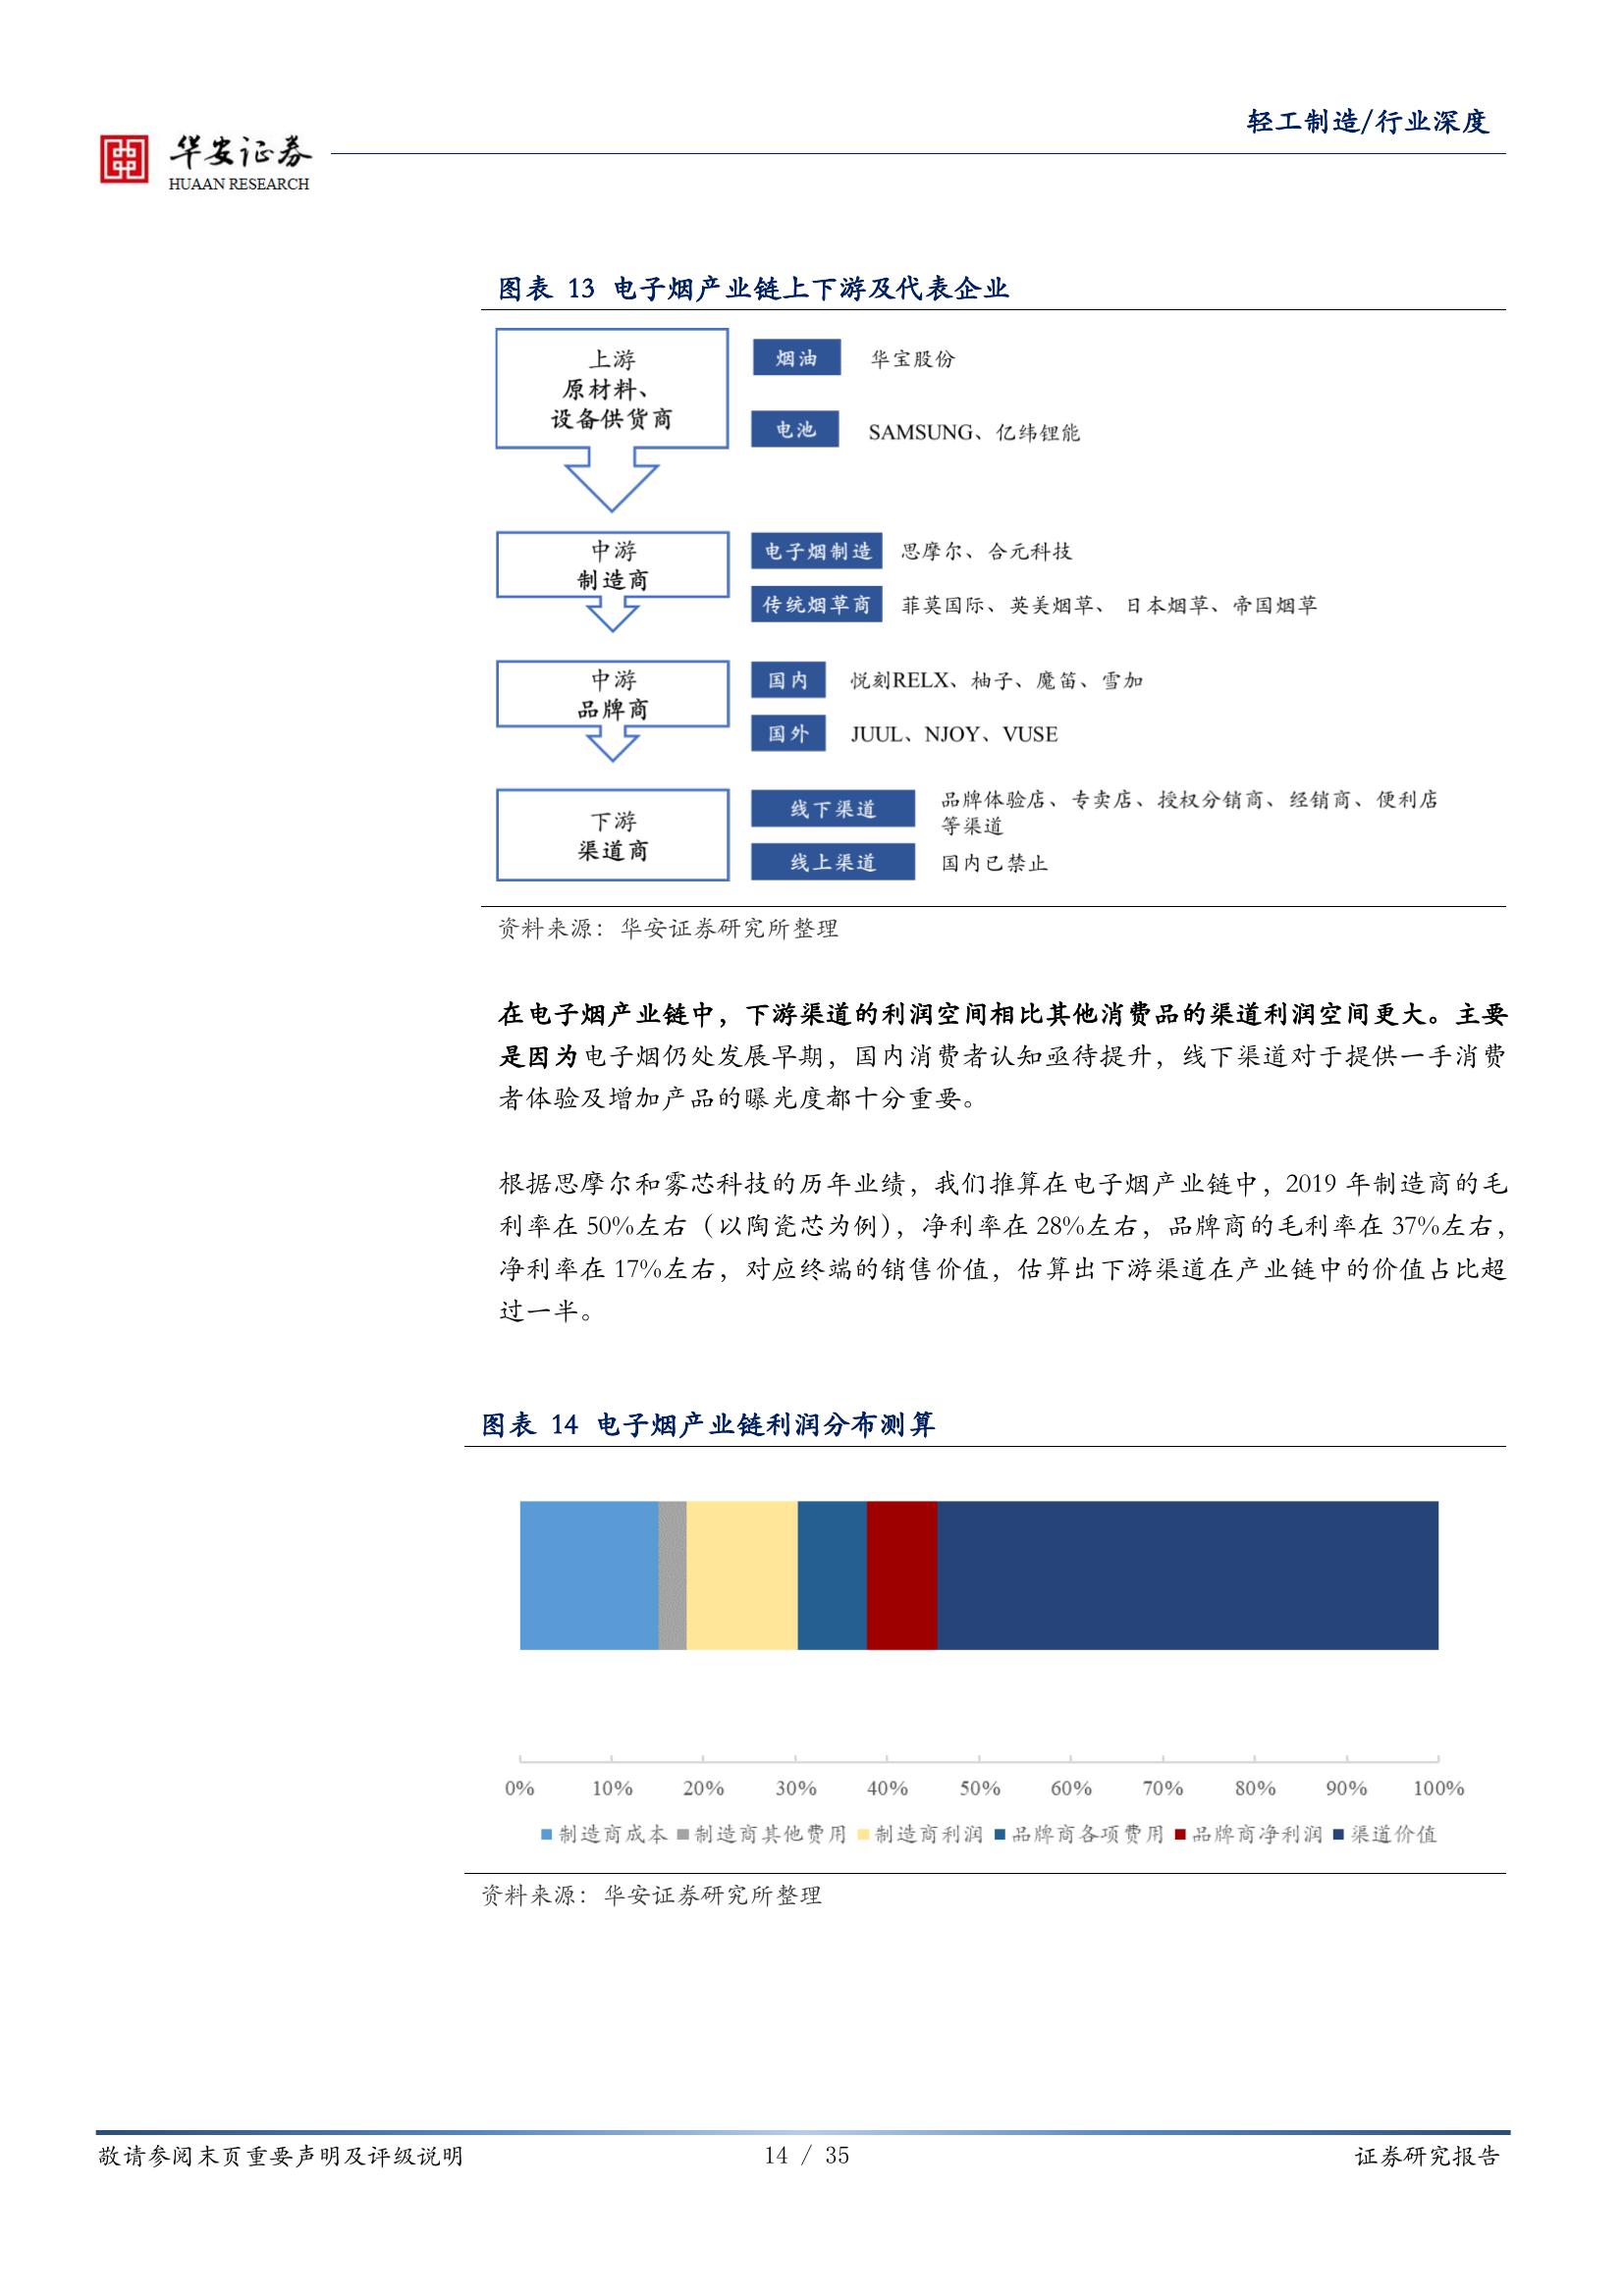 轻工制造/行业深度
华安证券
HUAAN RESEARCH
图表 13 电子烟产业链上下游及代表企业
上游
原材料、
设备供货商
烟油 华宝股份
电池 SAMSUNG、亿纬锂能
中游
制造商
电子烟制造 思摩尔、合元科技
传统烟草商 菲莫国际、英美烟草、 日本烟草、帝国烟草
中游
品牌商
国内 悦刻RELX、柚子、魔笛、雪加
国外 JUUL、NJOY、VUSE
下游
渠道商
线下渠道 品牌体验店、专卖店、授权分销商、经销商、便利店
等渠道
线上渠道 国内已禁止
资料来源：华安证券研究所整理
在电子烟产业链中，下游渠道的利润空间相比其他消费品的渠道利润空间更大。主要
是因为电子烟仍处发展早期，国内消费者认知亟待提升，线下渠道对于提供一手消费
者体验及增加产品的曝光度都十分重要。
根据思摩尔和雾芯科技的历年业绩，我们推算在电子烟产业链中，2019 年制造商的毛
利率在 50%左右（以陶瓷芯为例），净利率在 28%左右，品牌商的毛利率在 37%左右，
净利率在 17%左右，对应终端的销售价值，估算出下游渠道在产业链中的价值占比超
过一半。
图表 14 电子烟产业链利润分布测算
0% 10% 20% 30% 40% 50% 60% 70% 80% 90% 100%
制造商成本 制造商其他费用 制造商利润 品牌商各项费用 品牌商净利润 渠道价值
资料来源：华安证券研究所整理
敬请参阅末页重要声明及评级说明 14 / 35 证券研究报告